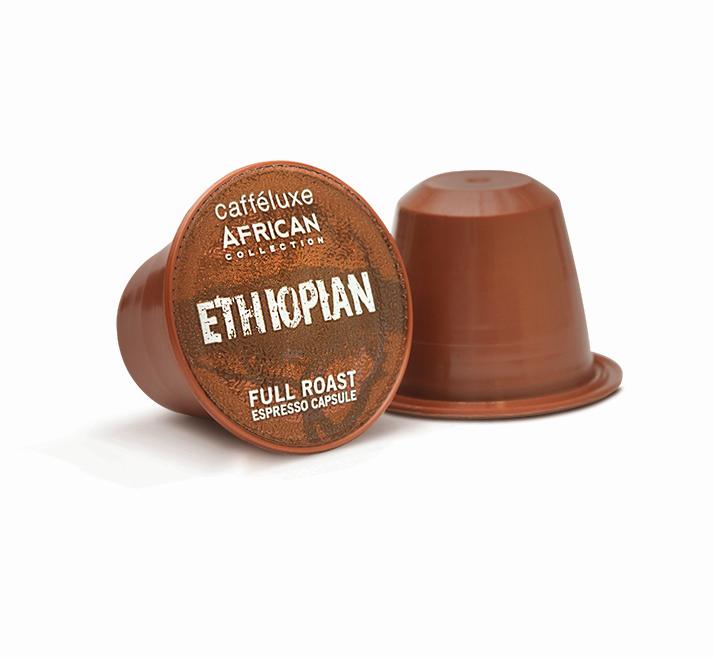 cafféluxe
AFRICAN
COLLECTION
ETHIOPIAN
FULL ROAST
ESPRESSO CAPSULE